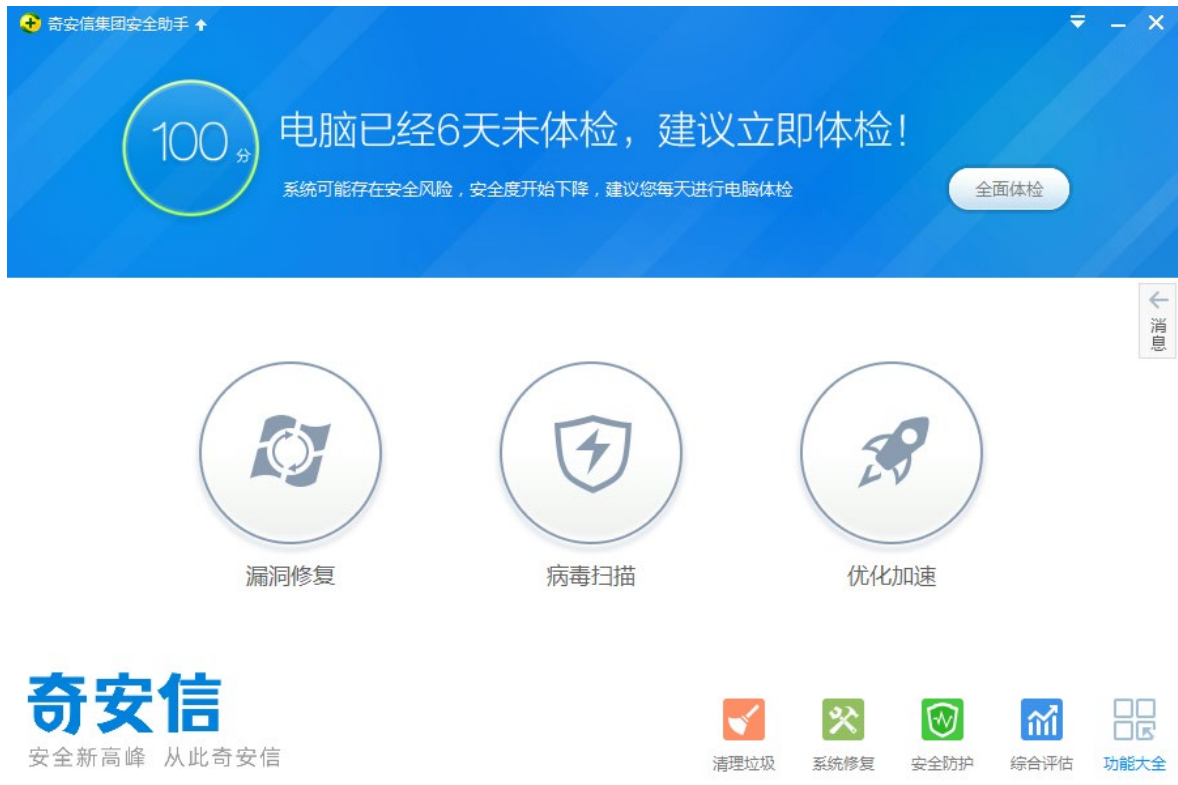 奇安信集团安全助手
100分
电脑已经6天未体检，建议立即体检！
系统可能存在安全风险，安全度开始下降，建议您每天进行电脑体检
全面体检
消息
漏洞修复
病毒扫描
优化加速
奇安信
安全新高峰 从此奇安信
清理垃圾
系统修复
安全防护
综合评估
功能大全